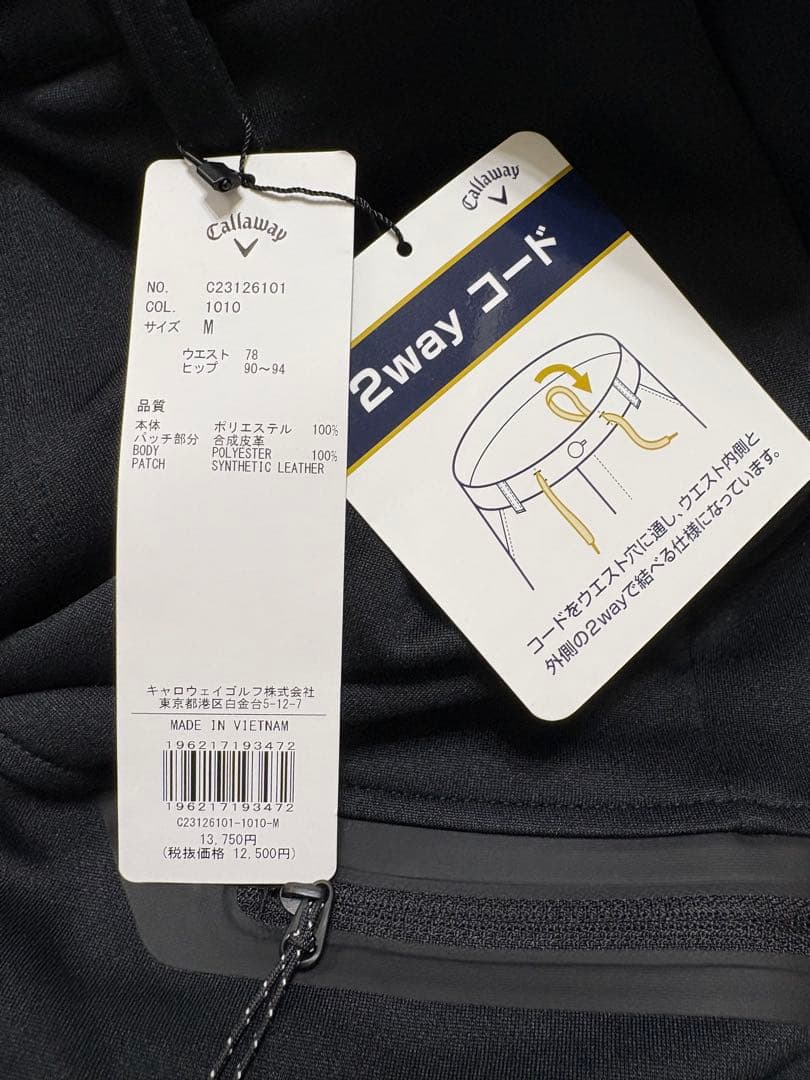 Callaway
NO. C23126101
COL. 1010
サイズ M
ウエスト 78
ヒップ 90～94
品質
本体 ポリエステル 100%
パッチ部分 合成皮革
BODY POLYESTER 100%
PATCH SYNTHETIC LEATHER
キャロウェイゴルフ株式会社
東京都港区白金台5-12-7
MADE IN VIETNAM
196217193472
196217193472
C23126101-1010-M
13,750円
(税抜価格 12,500円)
Callaway
2way コード
コードをウエスト穴に通し、ウエスト内側と
外側の2wayで結べる仕様になっています。